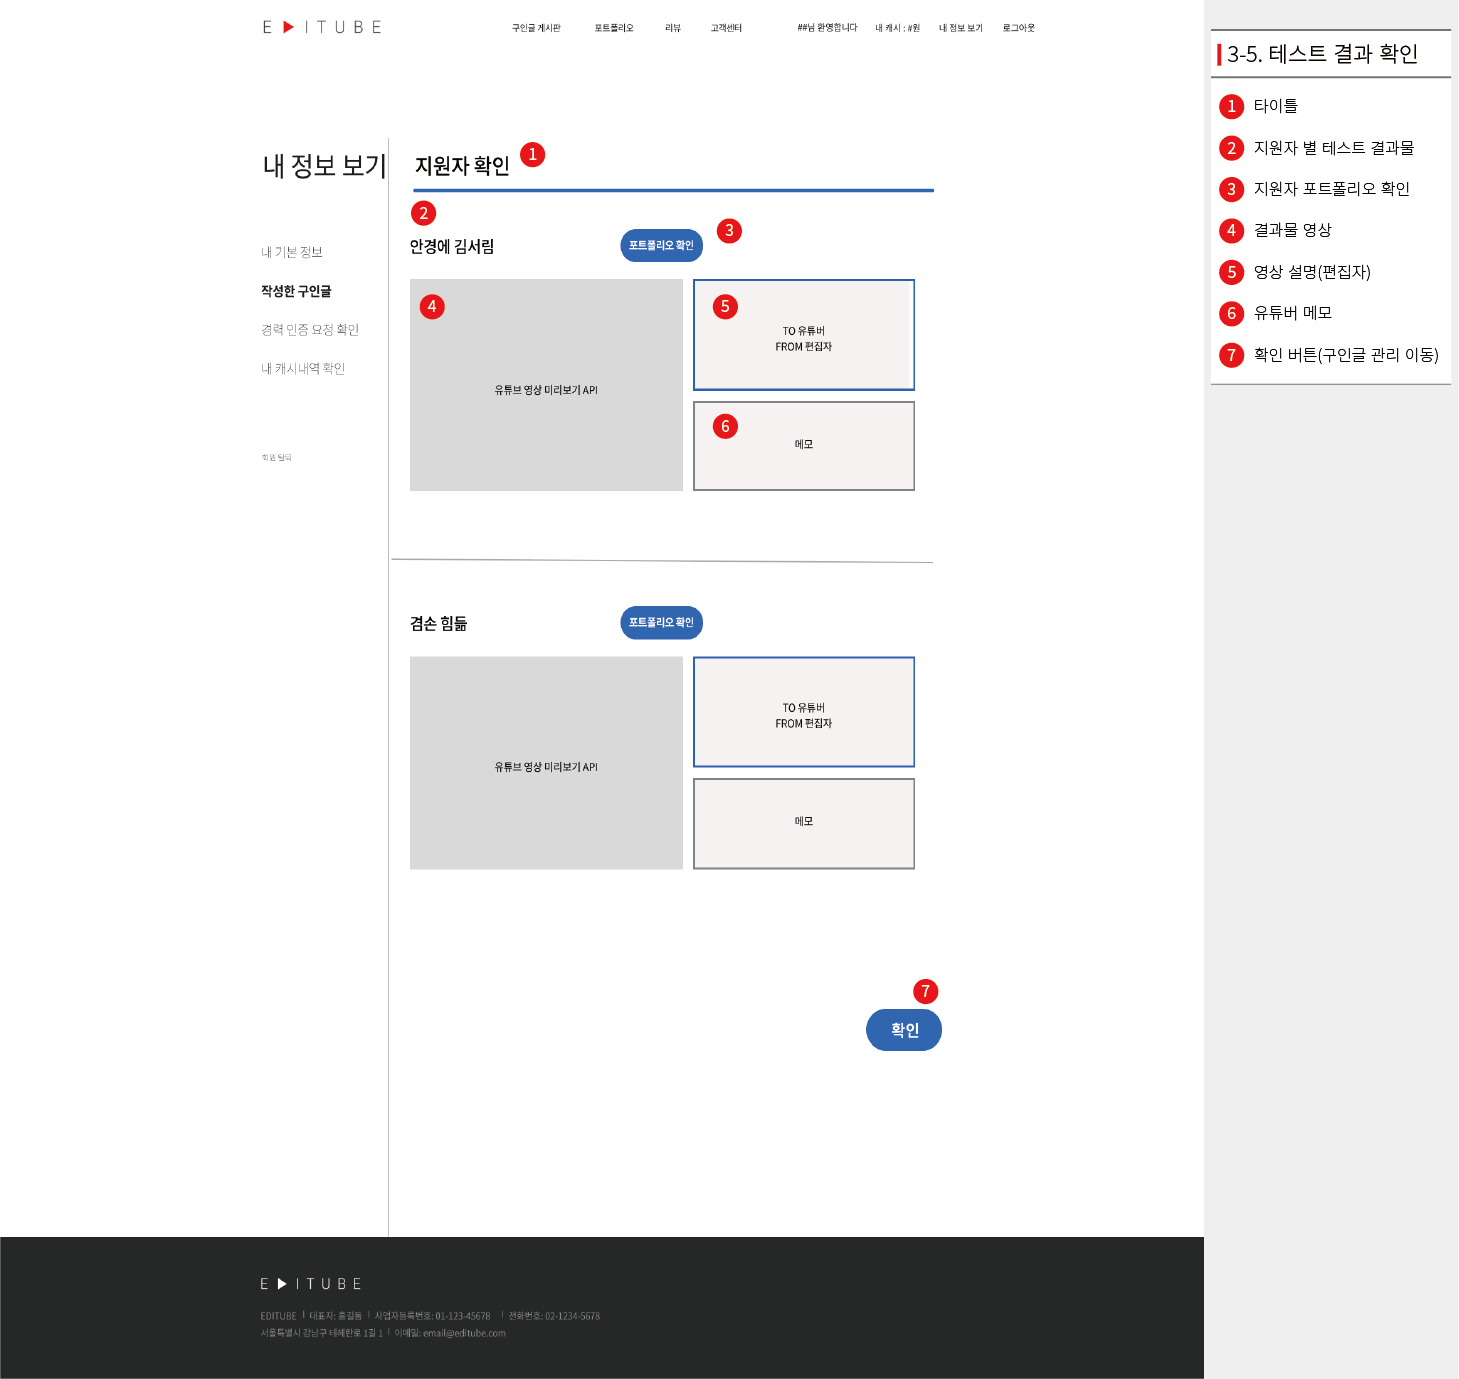 E▶ITUBE
구인글 게시판
포트폴리오
리뷰
고객센터
##님 환영합니다
내 캐시 : #원
내 정보 보기
로그아웃
내 정보 보기
내 기본 정보
작성한 구인글
경력 인증 요청 확인
내 캐시내역 확인
회원 탈퇴
지원자 확인
1
2
안경에 김서림
포트폴리오 확인
3
4
유튜브 영상 미리보기 API
5
TO 유튜버
FROM 편집자
6
메모
겸손 힘듦
포트폴리오 확인
유튜브 영상 미리보기 API
TO 유튜버
FROM 편집자
메모
7
확인
3-5. 테스트 결과 확인
1 타이틀
2 지원자 별 테스트 결과물
3 지원자 포트폴리오 확인
4 결과물 영상
5 영상 설명(편집자)
6 유튜버 메모
7 확인 버튼(구인글 관리 이동)
E▶ITUBE
EDITUBE | 대표자: 홍길동 | 사업자등록번호: 01-123-45678 | 전화번호: 02-1234-5678
서울특별시 강남구 테헤란로 1길 1 | 이메일: email@editube.com